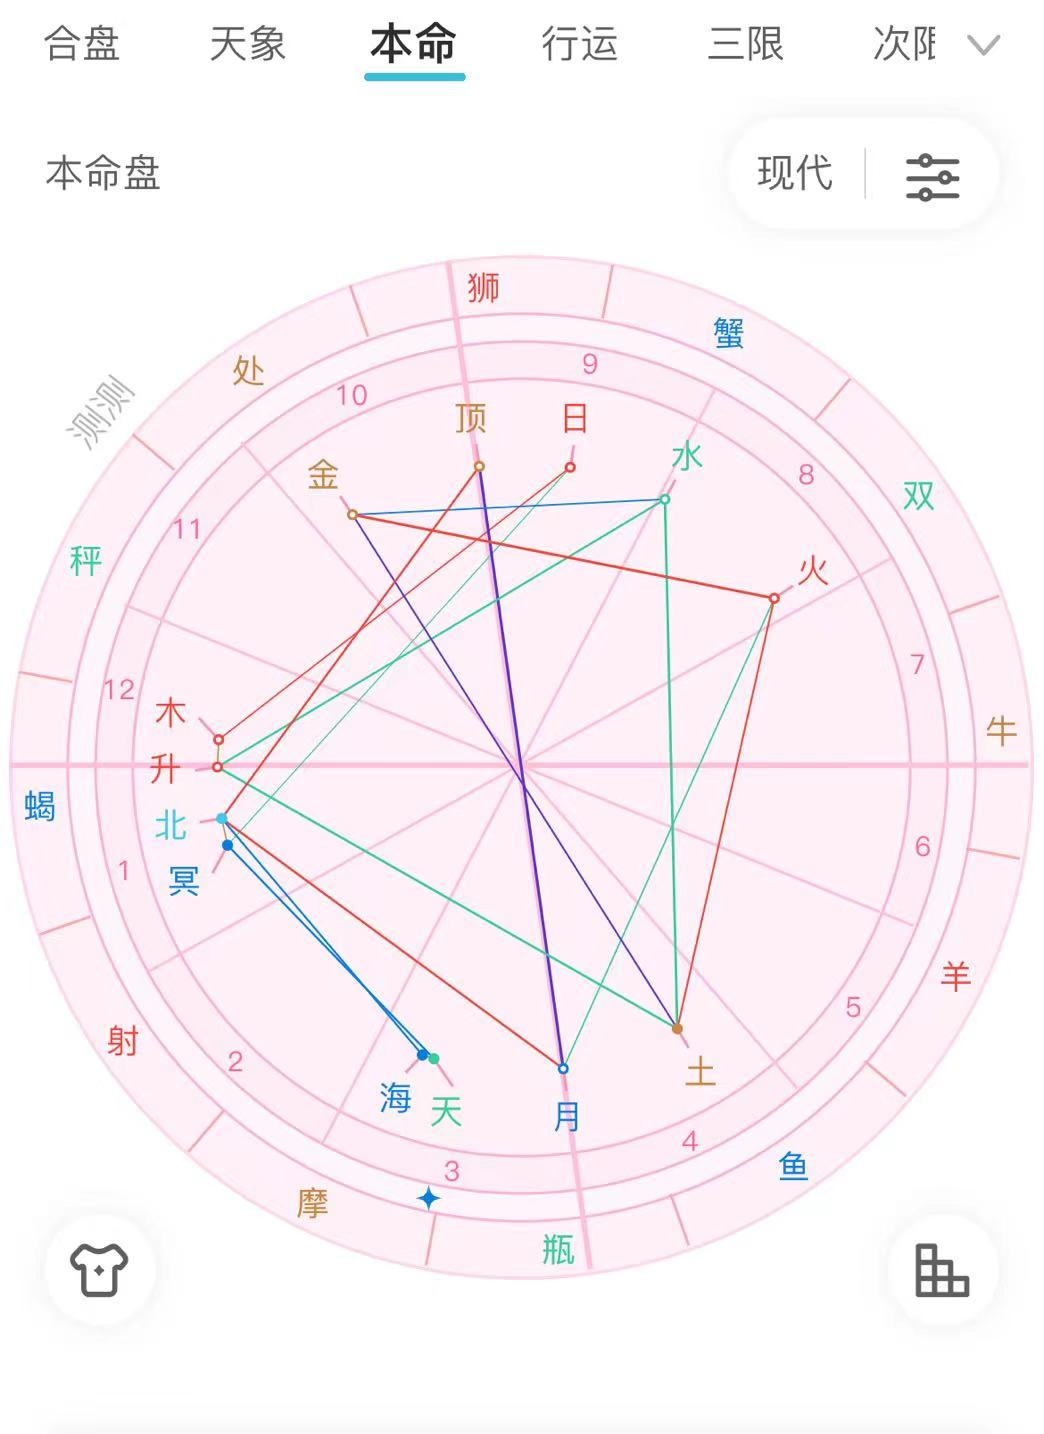 合盘 天象 本命 行运 三限 次限
本命盘 现代
狮
蟹
处
9
10
测测
顶 日
水
金
8
双
11
秤
火
7
12
木
牛
升
蝎
北
6
1
冥
羊
5
射
2
土
海 天 月
4
鱼
3
摩
瓶